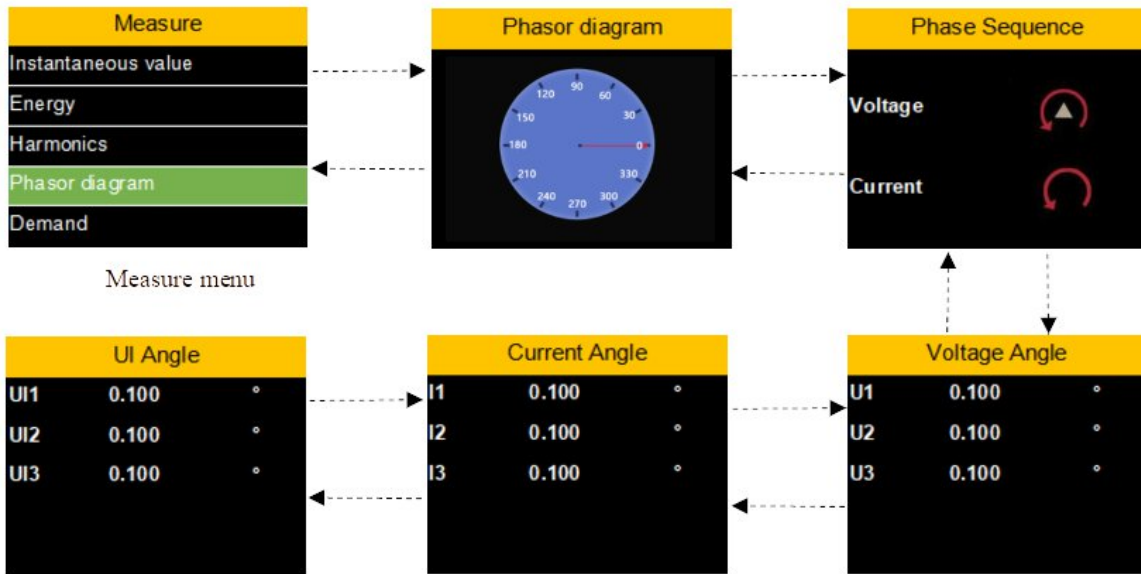 Measure
Instantaneous value
Energy
Harmonics
Phasor diagram
Demand
Measure menu
Phasor diagram
90
120
60
150
30
180
0
210
330
240
300
270
Phase Sequence
Voltage
Current
UI Angle
UI1 0.100 °
UI2 0.100 °
UI3 0.100 °
Current Angle
I1 0.100 °
I2 0.100 °
I3 0.100 °
Voltage Angle
U1 0.100 °
U2 0.100 °
U3 0.100 °